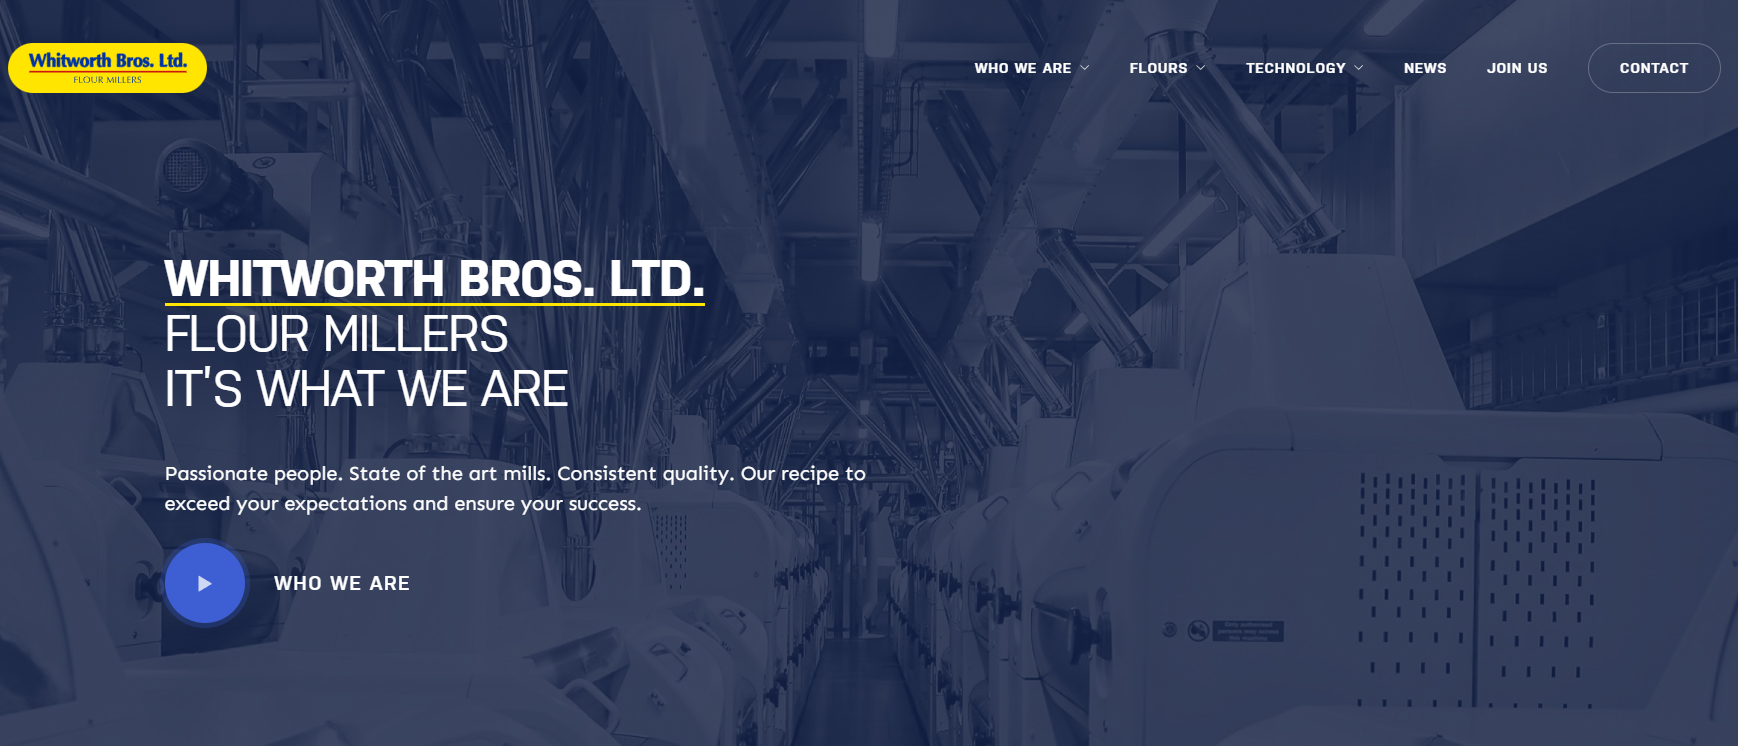 Whitworth Bros. Ltd.
FLOUR MILLERS
WHO WE ARE
FLOURS
TECHNOLOGY
NEWS
JOIN US
CONTACT
WHITWORTH BROS. LTD.
FLOUR MILLERS
IT'S WHAT WE ARE
Passionate people. State of the art mills. Consistent quality. Our recipe to
exceed your expectations and ensure your success.
WHO WE ARE